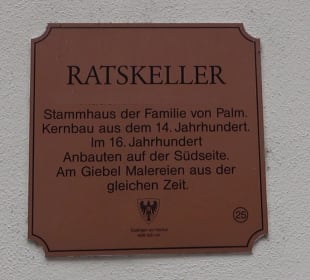 RATSKELLER
Stammhaus der Familie von Palm.
Kernbau aus dem 14. Jahrhundert.
Im 16. Jahrhundert
Anbauten auf der Südseite.
Am Giebel Malereien aus der
gleichen Zeit.
25